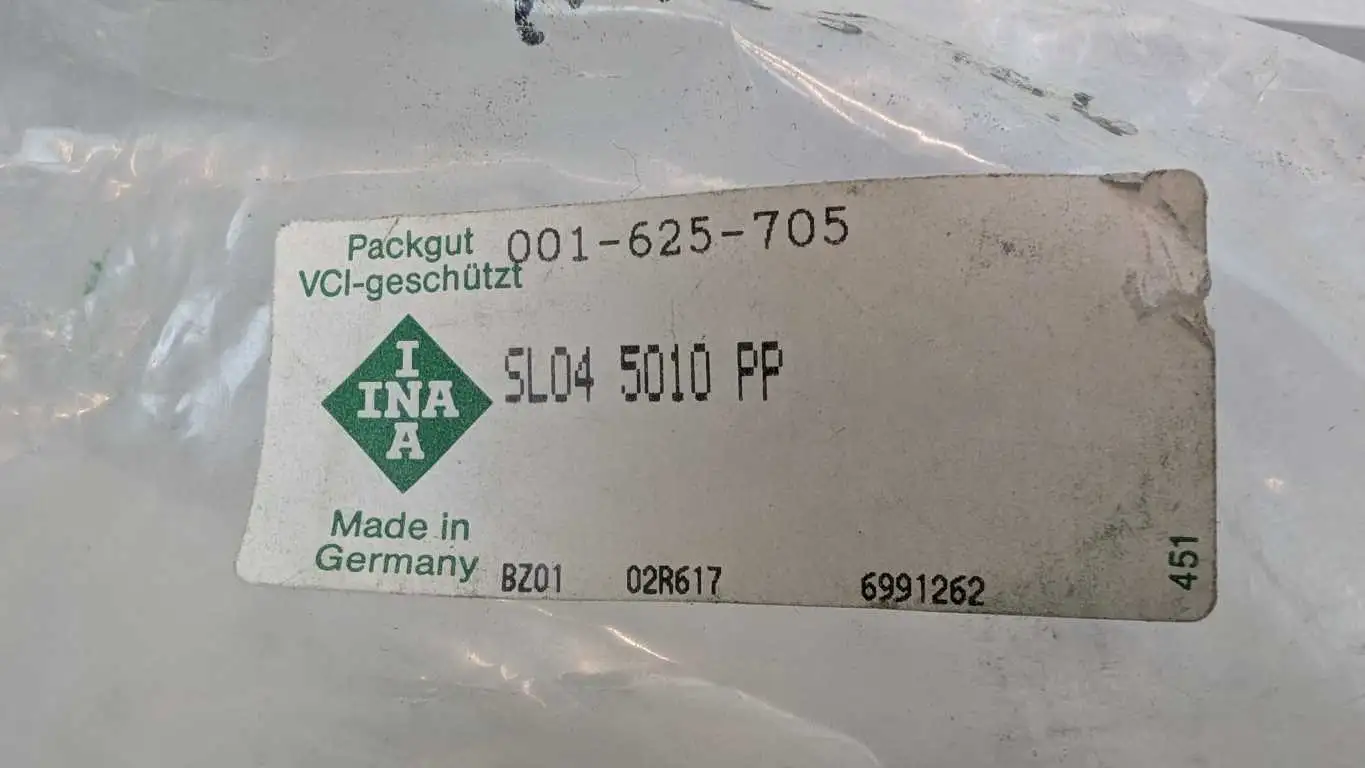 Packgut 001-625-705
VCI-geschützt
I
INA
A
SL04 5010 PP
Made in
Germany
BZ01 02R617 6991262
451